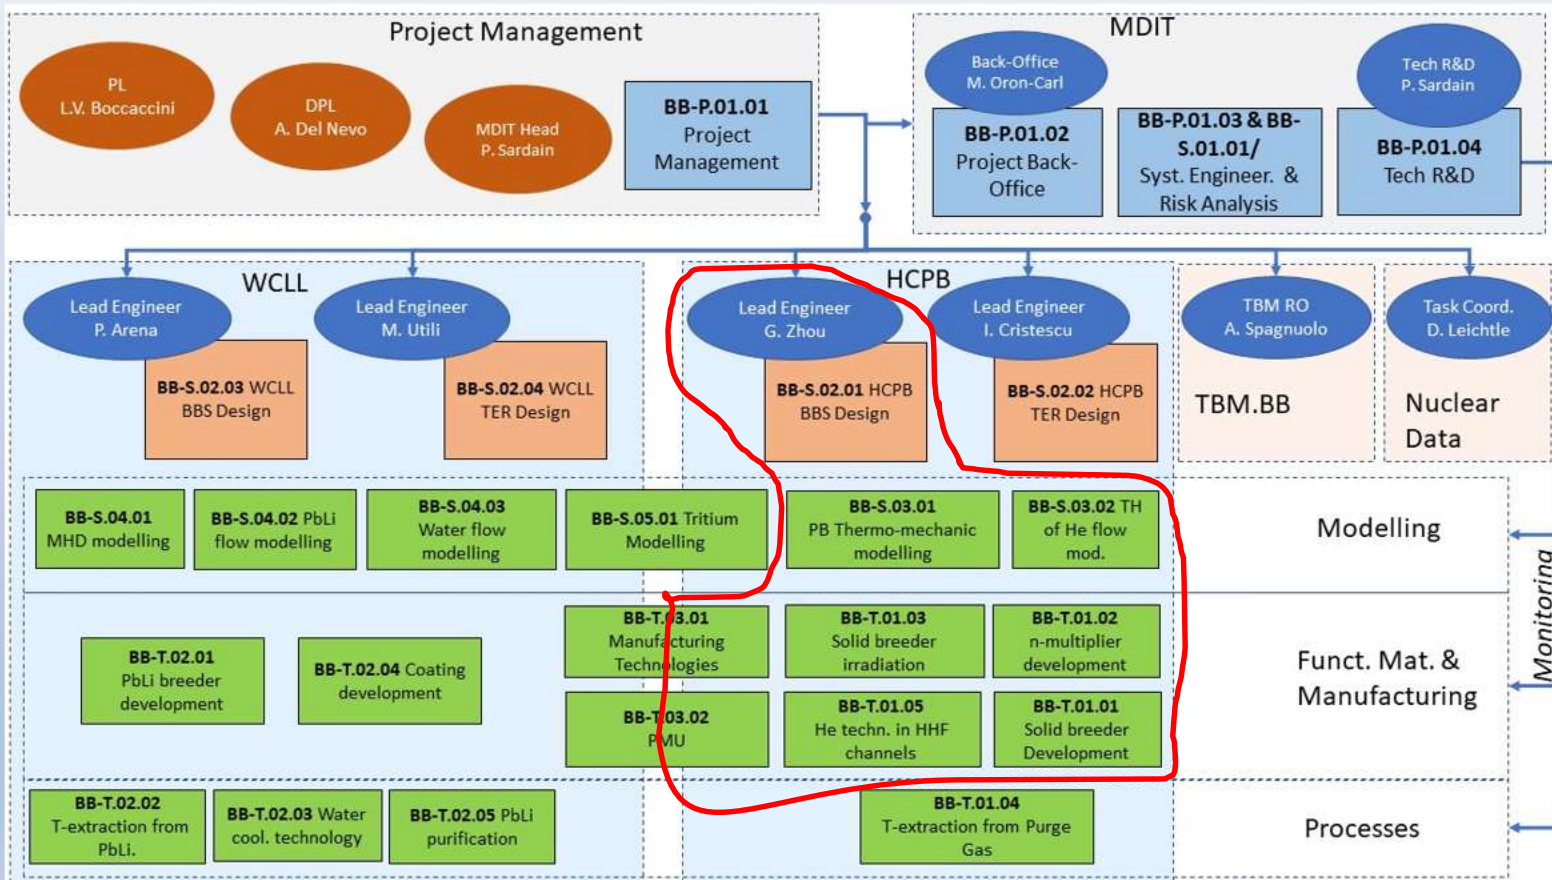 Project Management
PL
L.V. Boccaccini
DPL
A. Del Nevo
MDIT Head
P. Sardain
BB-P.01.01
Project
Management
MDIT
Back-Office
M. Oron-Carl
BB-P.01.02
Project Back-
Office
BB-P.01.03 & BB-
S.01.01/
Syst. Engineer. &
Risk Analysis
Tech R&D
P. Sardain
BB-P.01.04
Tech R&D
WCLL
Lead Engineer
P. Arena
Lead Engineer
M. Utili
BB-S.02.03 WCLL
BBS Design
BB-S.02.04 WCLL
TER Design
HCPB
Lead Engineer
G. Zhou
Lead Engineer
I. Cristescu
BB-S.02.01 HCPB
BBS Design
BB-S.02.02 HCPB
TER Design
TBM RO
A. Spagnuolo
TBM.BB
Task Coord.
D. Leichtle
Nuclear
Data
BB-S.04.01
MHD modelling
BB-S.04.02 PbLi
flow modelling
BB-S.04.03
Water flow
modelling
BB-S.05.01 Tritium
Modelling
BB-S.03.01
PB Thermo-mechanic
modelling
BB-S.03.02 TH
of He flow
mod.
Modelling
BB-T.02.01
PbLi breeder
development
BB-T.02.04 Coating
development
BB-T.03.01
Manufacturing
Technologies
BB-T.01.03
Solid breeder
irradiation
BB-T.01.02
n-multiplier
development
BB-T.03.02
PMU
BB-T.01.05
He techn. in HHF
channels
BB-T.01.01
Solid breeder
Development
Funct. Mat. &
Manufacturing
Monitoring
BB-T.02.02
T-extraction from
PbLi.
BB-T.02.03 Water
cool. technology
BB-T.02.05 PbLi
purification
BB-T.01.04
T-extraction from Purge
Gas
Processes